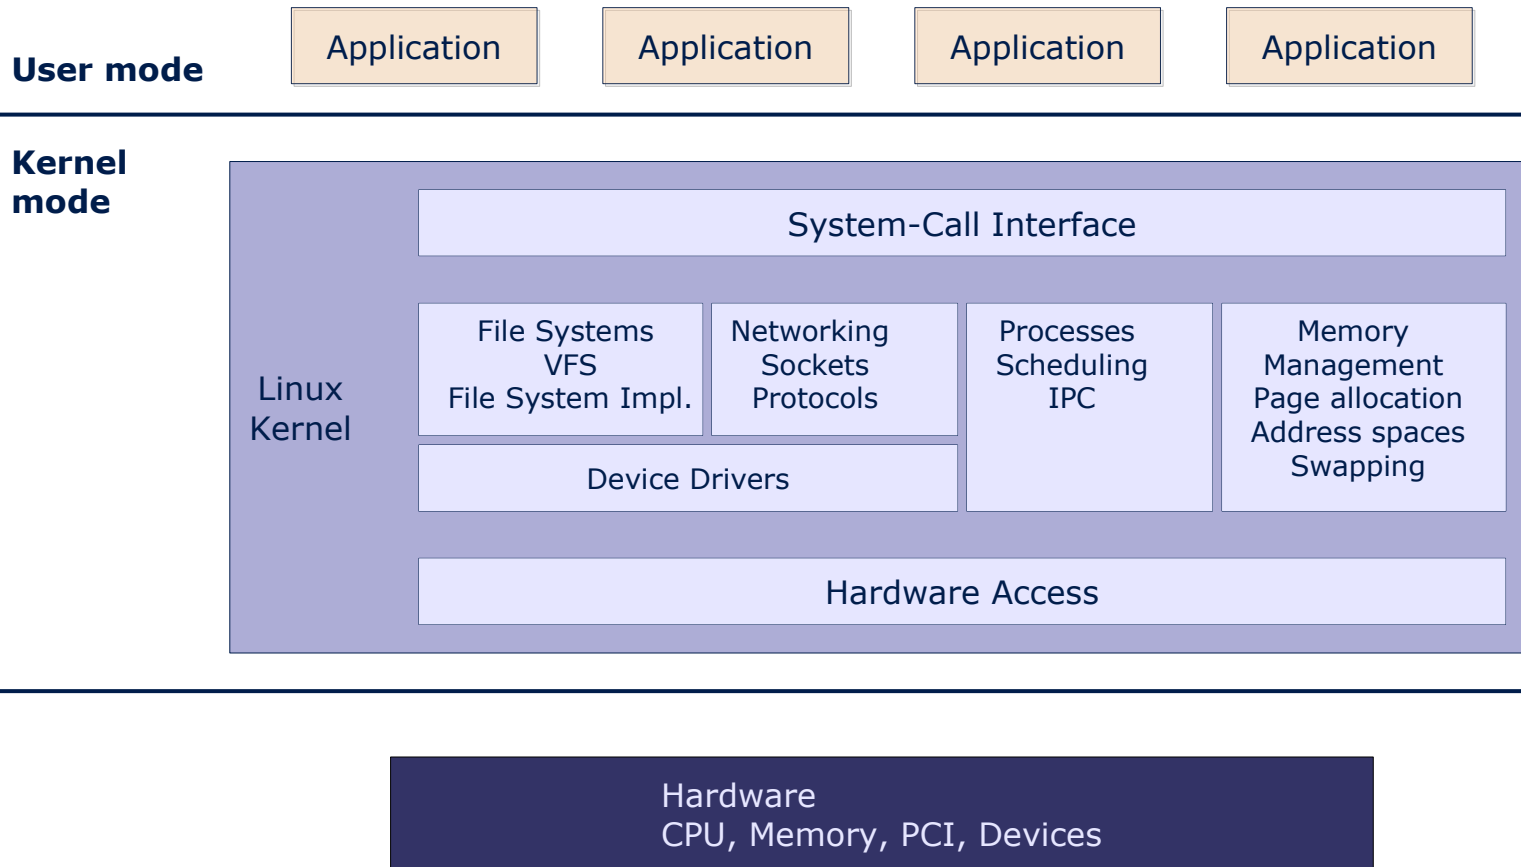 User mode
Application
Application
Application
Application
Kernel
mode
Linux
Kernel
System-Call Interface
File Systems
VFS
File System Impl.
Networking
Sockets
Protocols
Processes
Scheduling
IPC
Memory
Management
Page allocation
Address spaces
Swapping
Device Drivers
Hardware Access
Hardware
CPU, Memory, PCI, Devices